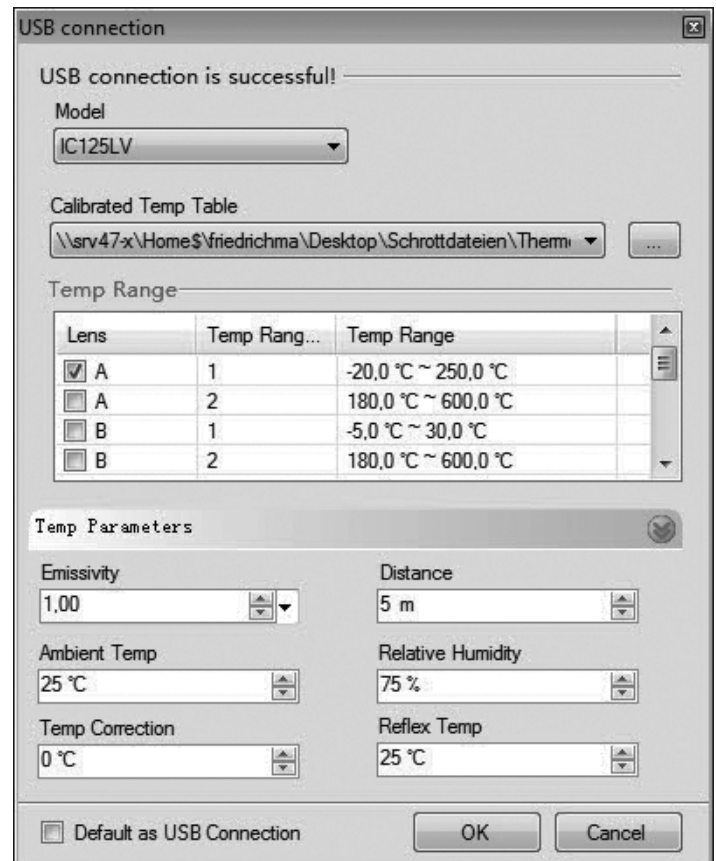 USB connection
USB connection is successful!
Model
IC125LV
Calibrated Temp Table
\\srv47-x\Home$\friedrichma\Desktop\Schrottdateien\Therm
...
Temp Range
Lens Temp Rang... Temp Range
A 1 -20,0 °C ~ 250,0 °C
A 2 180,0 °C ~ 600,0 °C
B 1 -5,0 °C ~ 30,0 °C
B 2 180,0 °C ~ 600,0 °C
Temp Parameters
Emissivity Distance
1,00 5 m
Ambient Temp Relative Humidity
25 °C 75 %
Temp Correction Reflex Temp
0 °C 25 °C
Default as USB Connection OK Cancel